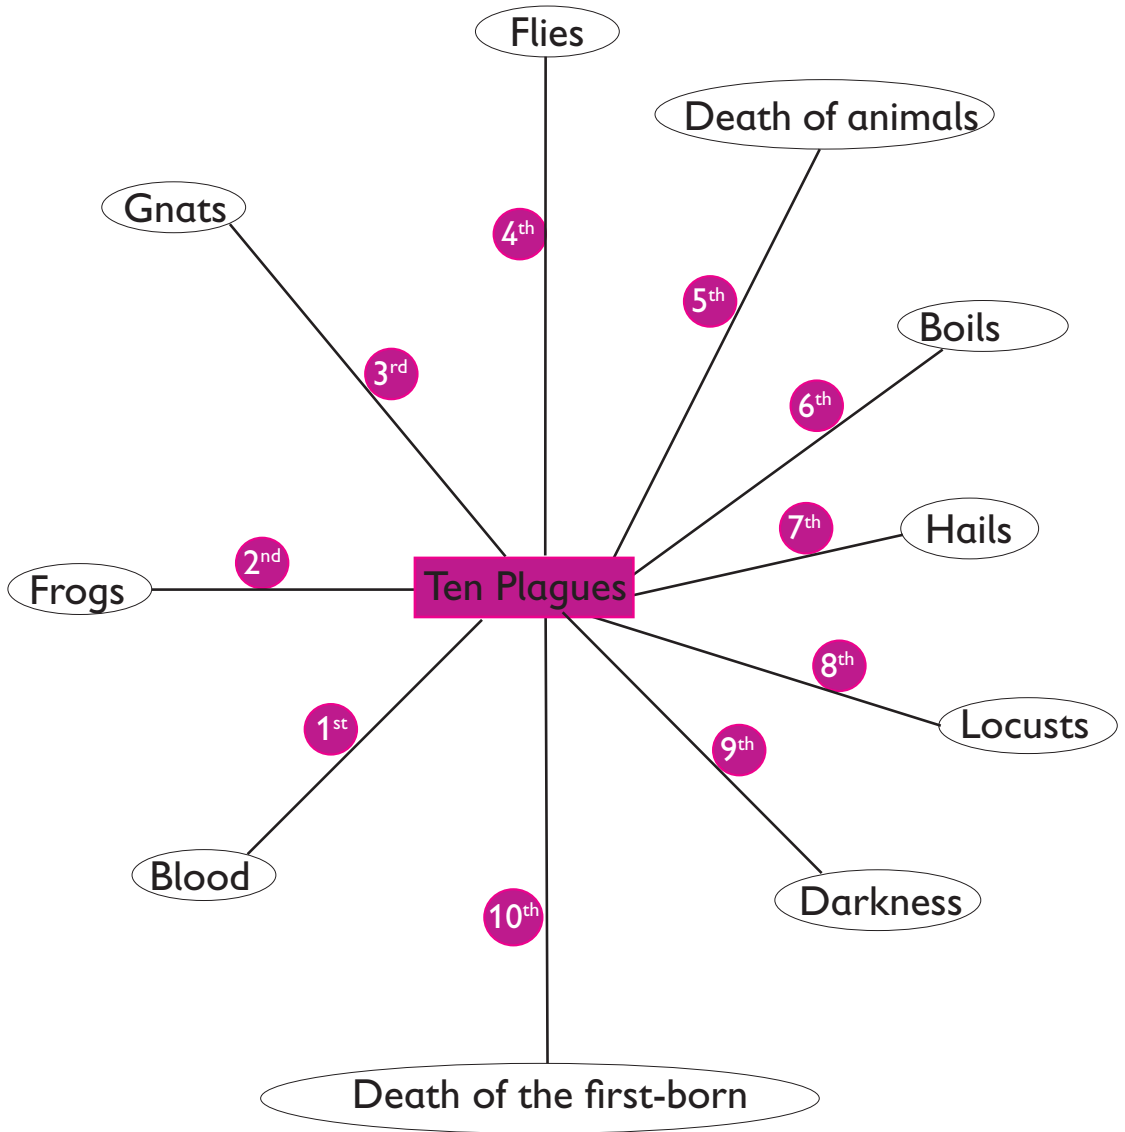 Flies
Death of animals
Gnats
4th
5th
Boils
3rd
6th
7th
Hails
2nd
Frogs
Ten Plagues
8th
Locusts
1st
9th
Blood
Darkness
10th
Death of the first-born